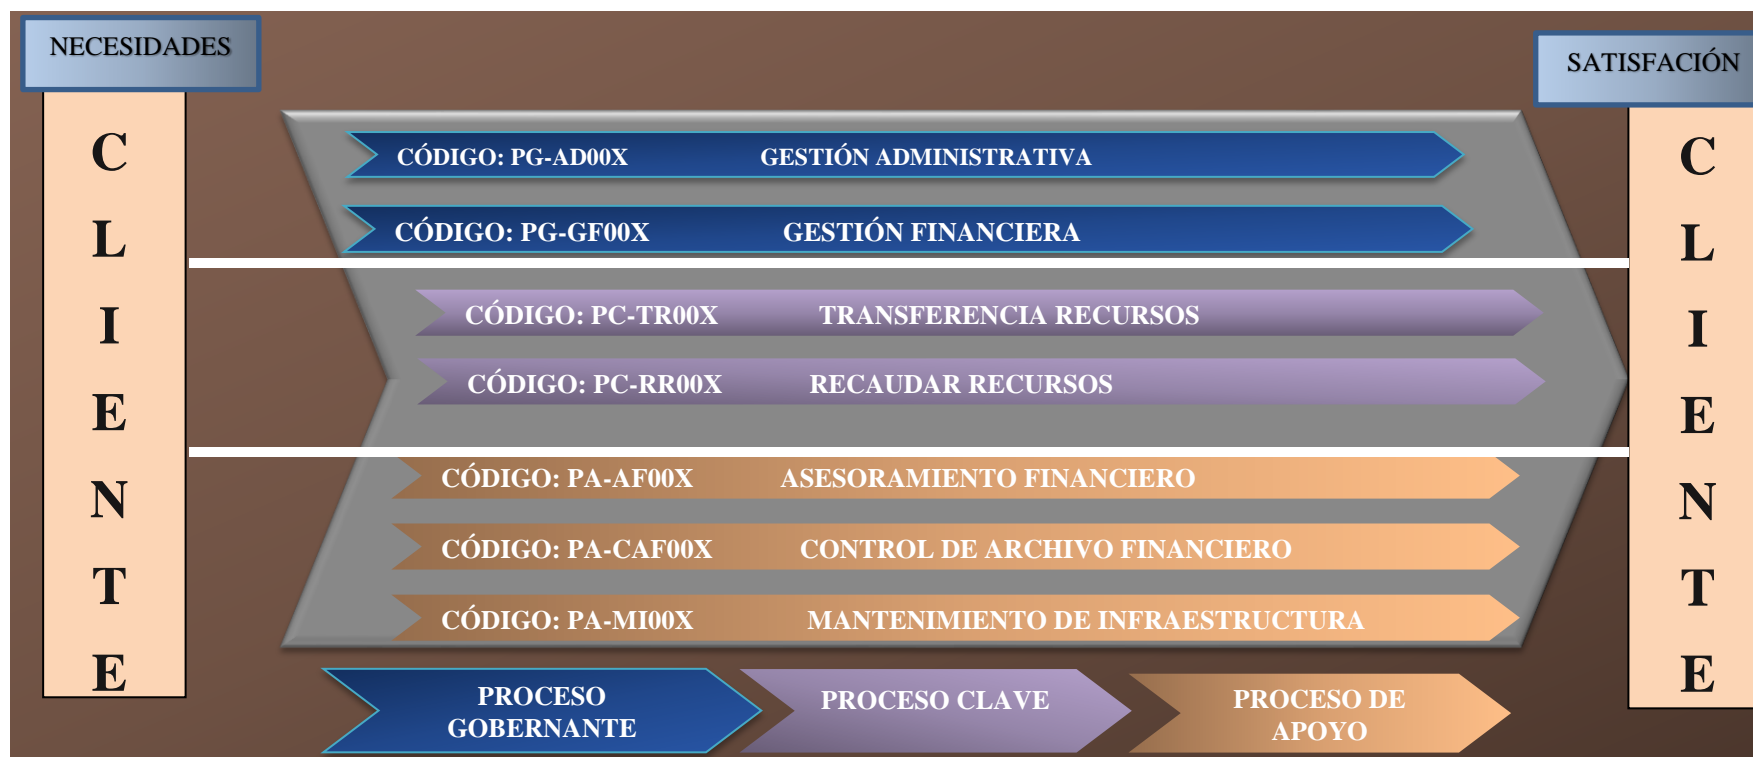 NECESIDADES
SATISFACIÓN
C
L
I
E
N
T
E
CÓDIGO: PG-AD00X GESTIÓN ADMINISTRATIVA
CÓDIGO: PG-GF00X GESTIÓN FINANCIERA
CÓDIGO: PC-TR00X TRANSFERENCIA RECURSOS
CÓDIGO: PC-RR00X RECAUDAR RECURSOS
CÓDIGO: PA-AF00X ASESORAMIENTO FINANCIERO
CÓDIGO: PA-CAF00X CONTROL DE ARCHIVO FINANCIERO
CÓDIGO: PA-MI00X MANTENIMIENTO DE INFRAESTRUCTURA
C
L
I
E
N
T
E
PROCESO
GOBERNANTE
PROCESO CLAVE
PROCESO DE
APOYO